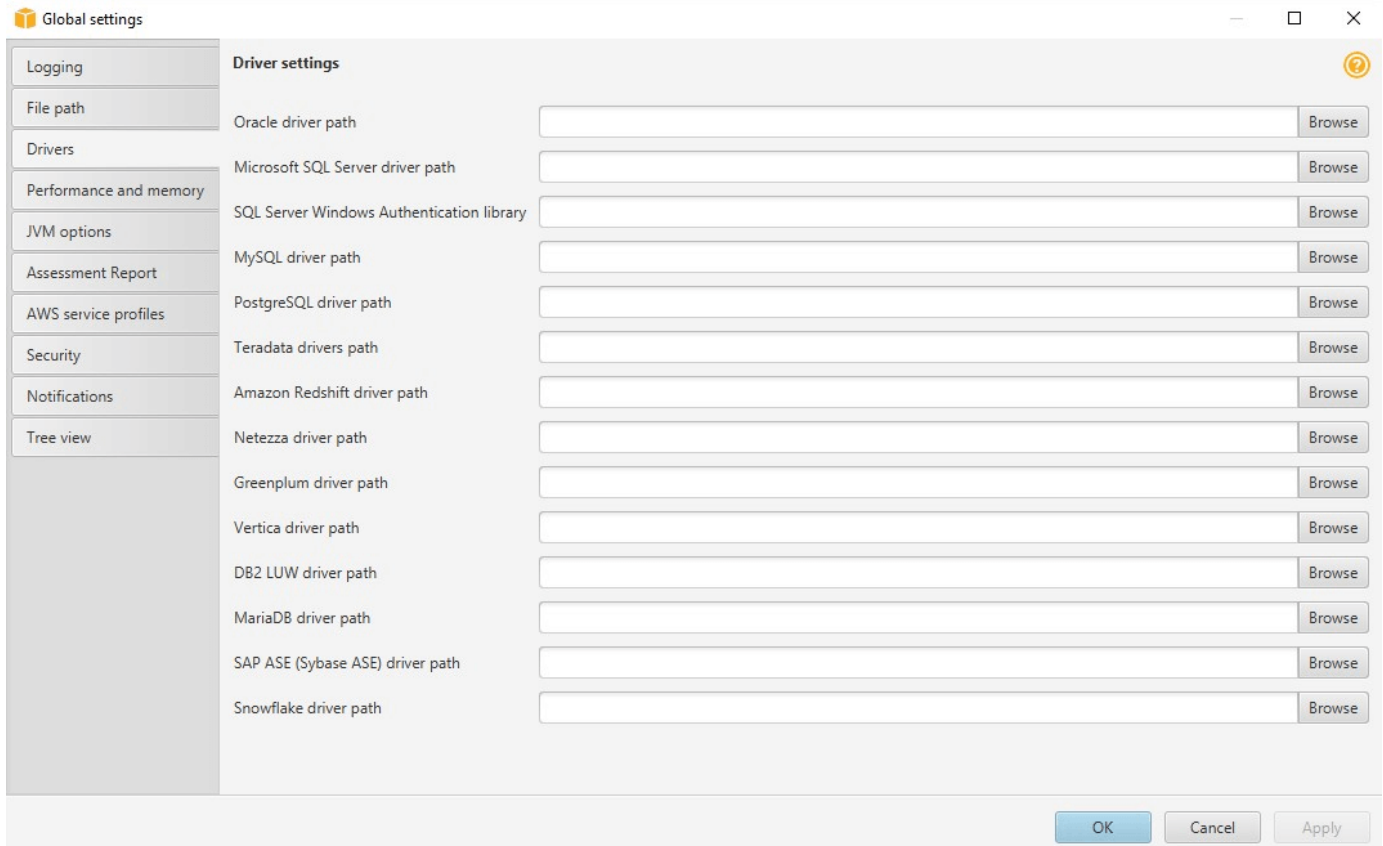 Global settings
Logging
File path
Drivers
Performance and memory
JVM options
Assessment Report
AWS service profiles
Security
Notifications
Tree view
Driver settings
Oracle driver path Browse
Microsoft SQL Server driver path Browse
SQL Server Windows Authentication library Browse
MySQL driver path Browse
PostgreSQL driver path Browse
Teradata drivers path Browse
Amazon Redshift driver path Browse
Netezza driver path Browse
Greenplum driver path Browse
Vertica driver path Browse
DB2 LUW driver path Browse
MariaDB driver path Browse
SAP ASE (Sybase ASE) driver path Browse
Snowflake driver path Browse
OK Cancel Apply